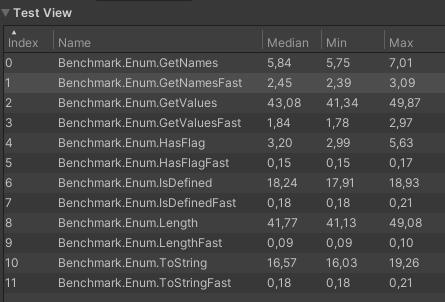 Test View
Index Name Median Min Max
0 Benchmark.Enum.GetNames 5,84 5,75 7,01
1 Benchmark.Enum.GetNamesFast 2,45 2,39 3,09
2 Benchmark.Enum.GetValues 43,08 41,34 49,87
3 Benchmark.Enum.GetValuesFast 1,84 1,78 2,97
4 Benchmark.Enum.HasFlag 3,20 2,99 5,63
5 Benchmark.Enum.HasFlagFast 0,15 0,15 0,17
6 Benchmark.Enum.IsDefined 18,24 17,91 18,93
7 Benchmark.Enum.IsDefinedFast 0,18 0,18 0,21
8 Benchmark.Enum.Length 41,77 41,13 49,08
9 Benchmark.Enum.LengthFast 0,09 0,09 0,10
10 Benchmark.Enum.ToString 16,57 16,03 19,26
11 Benchmark.Enum.ToStringFast 0,18 0,18 0,21